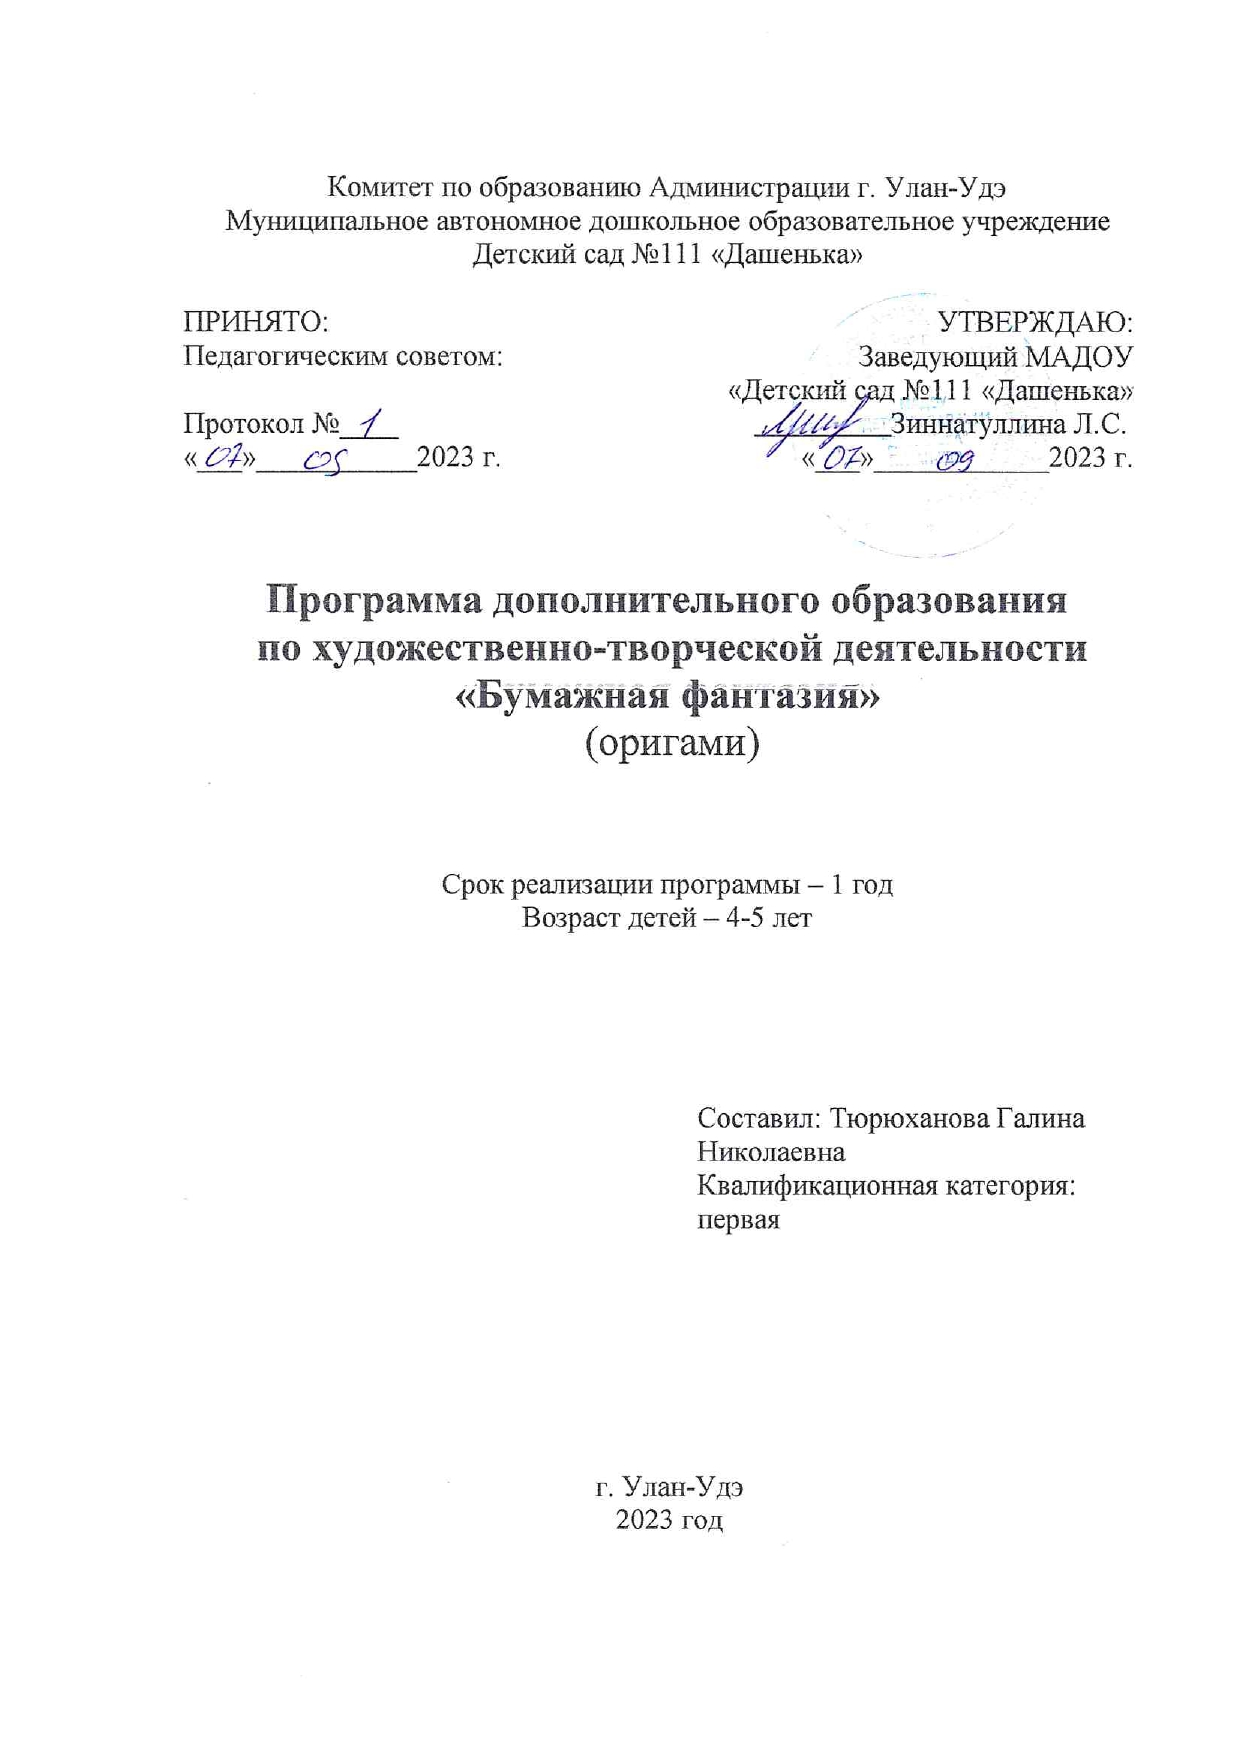 Комитет по образованию Администрации г. Улан-Удэ
Муниципальное автономное дошкольное образовательное учреждение
Детский сад №111 «Дашенька»
ПРИНЯТО:
Педагогическим советом:
Протокол № 1
«07» 09 2023 г.
УТВЕРЖДАЮ:
Заведующий МАДОУ
«Детский сад №111 «Дашенька»
Зиннатуллина Л.С.
«07» 09 2023 г.
Программа дополнительного образования
по художественно-творческой деятельности
«Бумажная фантазия»
(оригами)
Срок реализации программы – 1 год
Возраст детей – 4-5 лет
Составил: Тюрюханова Галина
Николаевна
Квалификационная категория:
первая
г. Улан-Удэ
2023 год